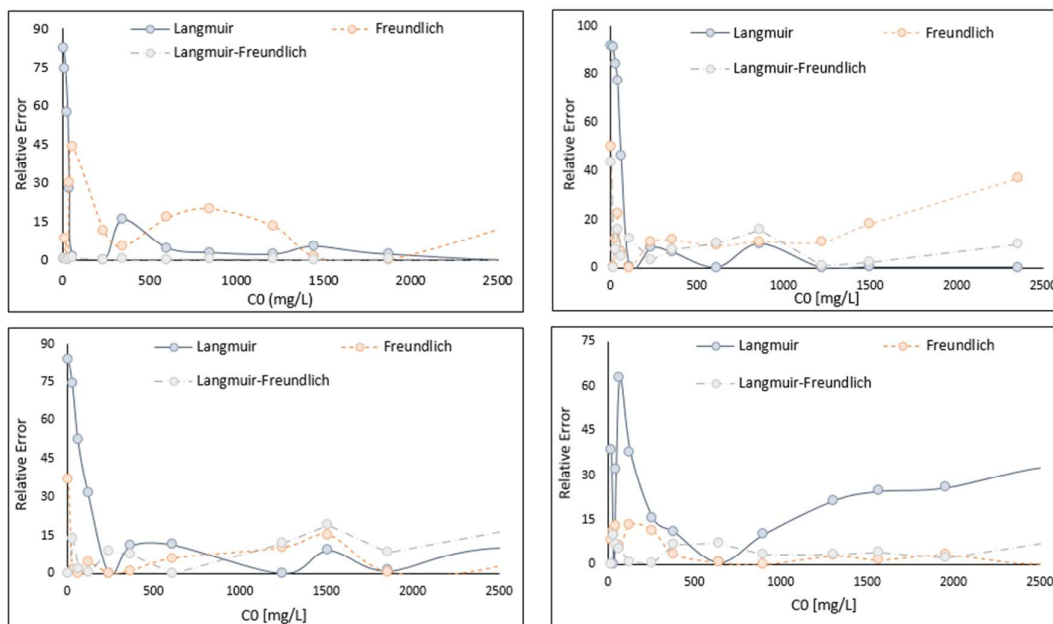 90
75
60
45
30
15
0
Relative Error
Langmuir
Freundlich
Langmuir-Freundlich
0 500 1000 1500 2000 2500
C0 (mg/L)
100
80
60
40
20
0
Relative Error
Langmuir
Freundlich
Langmuir-Freundlich
0 500 1000 1500 2000 2500
C0 [mg/L]
90
75
60
45
30
15
0
Relative Error
Langmuir
Freundlich
Langmuir-Freundlich
0 500 1000 1500 2000 2500
C0 [mg/L]
75
60
45
30
15
0
Relative Error
Langmuir
Freundlich
Langmuir-Freundlich
0 500 1000 1500 2000 2500
C0 [mg/L]